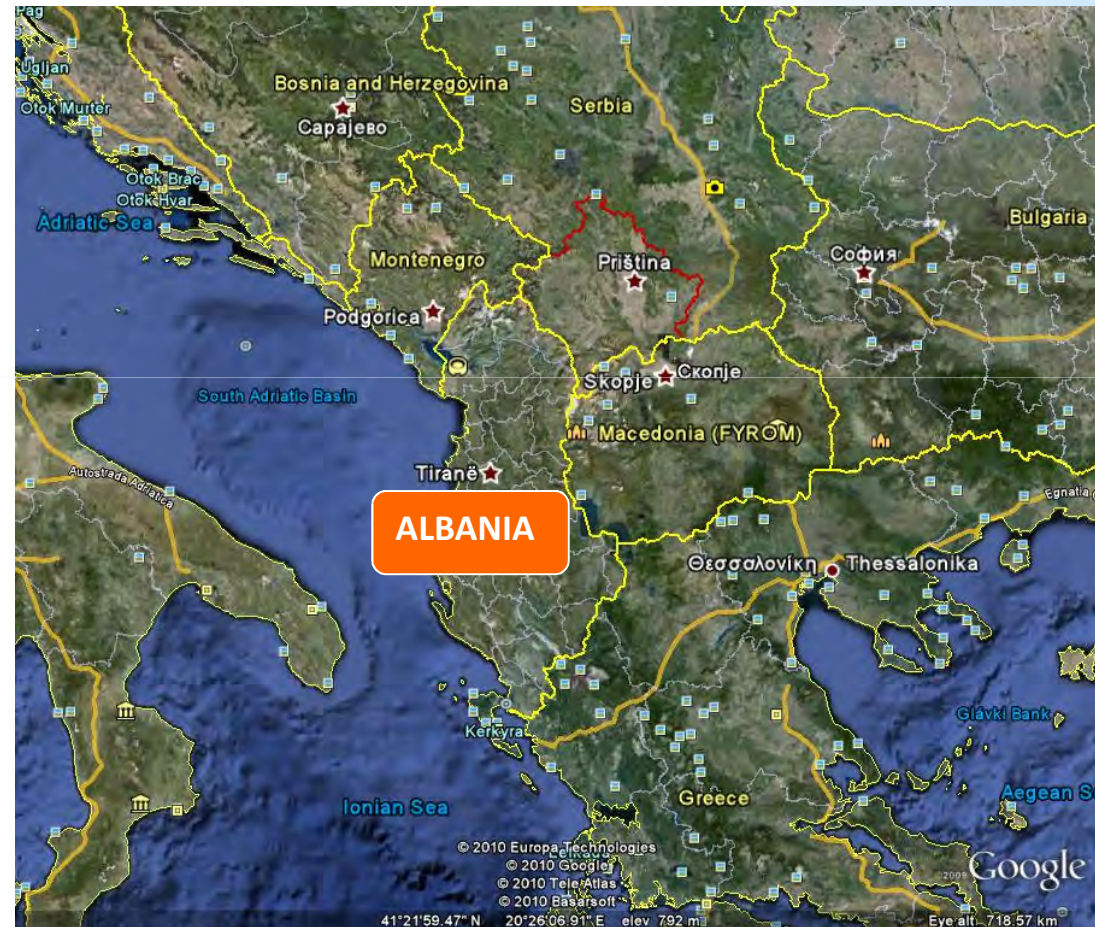 Pag
Ugljan
Otok Murter
Bosnia and Herzegovina
Сарајево
Serbia
Otok Brač
Otok Hvar
Adriatic Sea
Bulgaria
Montenegro
Priština
София
Podgorica
Skopje
Скопје
South Adriatic Basin
Macedonia (FYROM)
Tiranë
Autostrada Adriatica
Egnatia
ALBANIA
Θεσσαλονίκη
Thessalonika
Glávki Bank
Kerkyra
Greece
Ionian Sea
Aegean S
© 2010 Europa Technologies
Lefkada
© 2010 Google
© 2010 Tele Atlas
© 2010 Basarsoft
2009 Google
41°21'59.47" N 20°26'06.91" E elev 792 m
Eye alt 718.57 km